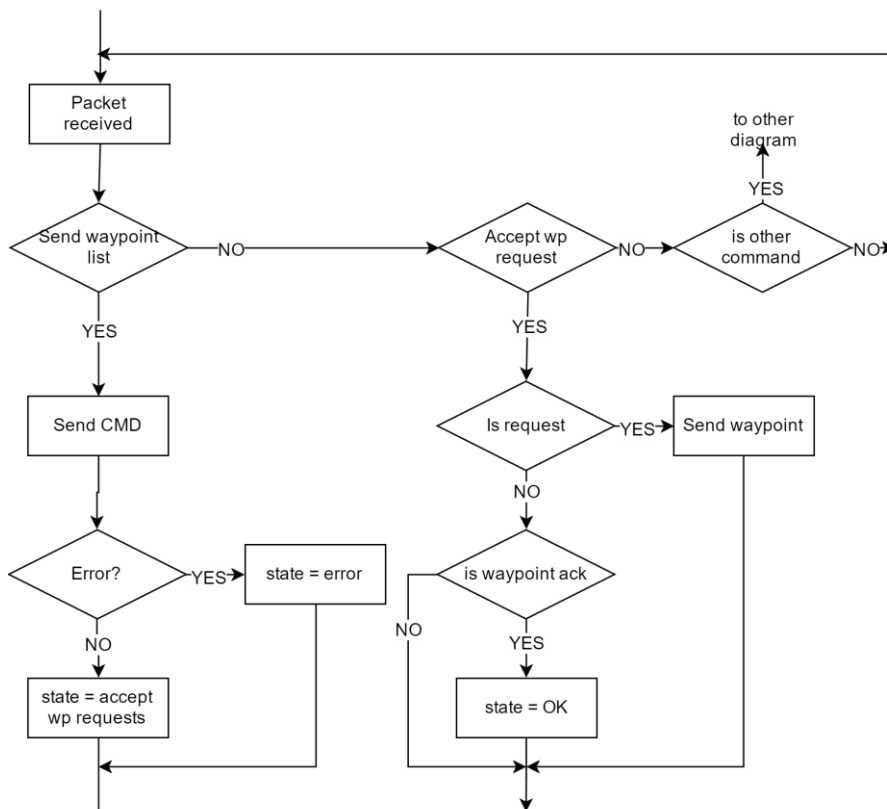 Packet
received
to other
diagram
YES
Send waypoint
list
NO
Accept wp
request
NO
is other
command
NO
YES
YES
Send CMD
Is request
YES
Send waypoint
NO
Error?
YES
state = error
is waypoint ack
NO
YES
NO
state = accept
wp requests
state = OK